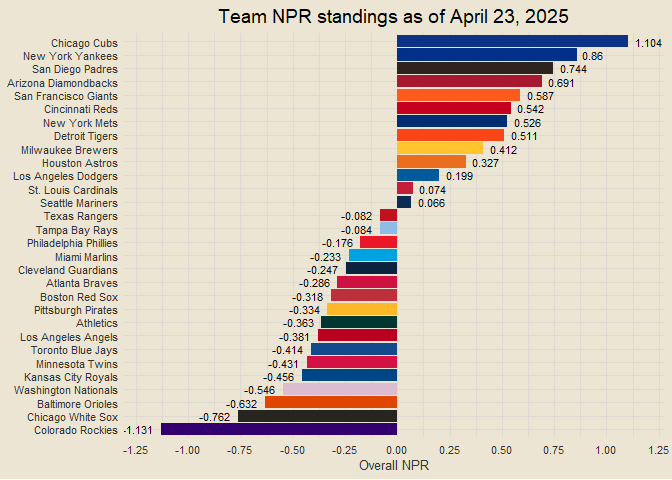 Team NPR standings as of April 23, 2025
Chicago Cubs 1.104
New York Yankees 0.86
San Diego Padres 0.744
Arizona Diamondbacks 0.691
San Francisco Giants 0.587
Cincinnati Reds 0.542
New York Mets 0.526
Detroit Tigers 0.511
Milwaukee Brewers 0.412
Houston Astros 0.327
Los Angeles Dodgers 0.199
St. Louis Cardinals 0.074
Seattle Mariners 0.066
Texas Rangers -0.082
Tampa Bay Rays -0.084
Philadelphia Phillies -0.176
Miami Marlins -0.233
Cleveland Guardians -0.247
Atlanta Braves -0.286
Boston Red Sox -0.318
Pittsburgh Pirates -0.334
Athletics -0.363
Los Angeles Angels -0.381
Toronto Blue Jays -0.414
Minnesota Twins -0.431
Kansas City Royals -0.456
Washington Nationals -0.546
Baltimore Orioles -0.632
Chicago White Sox -0.762
Colorado Rockies -1.131
-1.25 -1.00 -0.75 -0.50 -0.25 0.00 0.25 0.50 0.75 1.00 1.25
Overall NPR